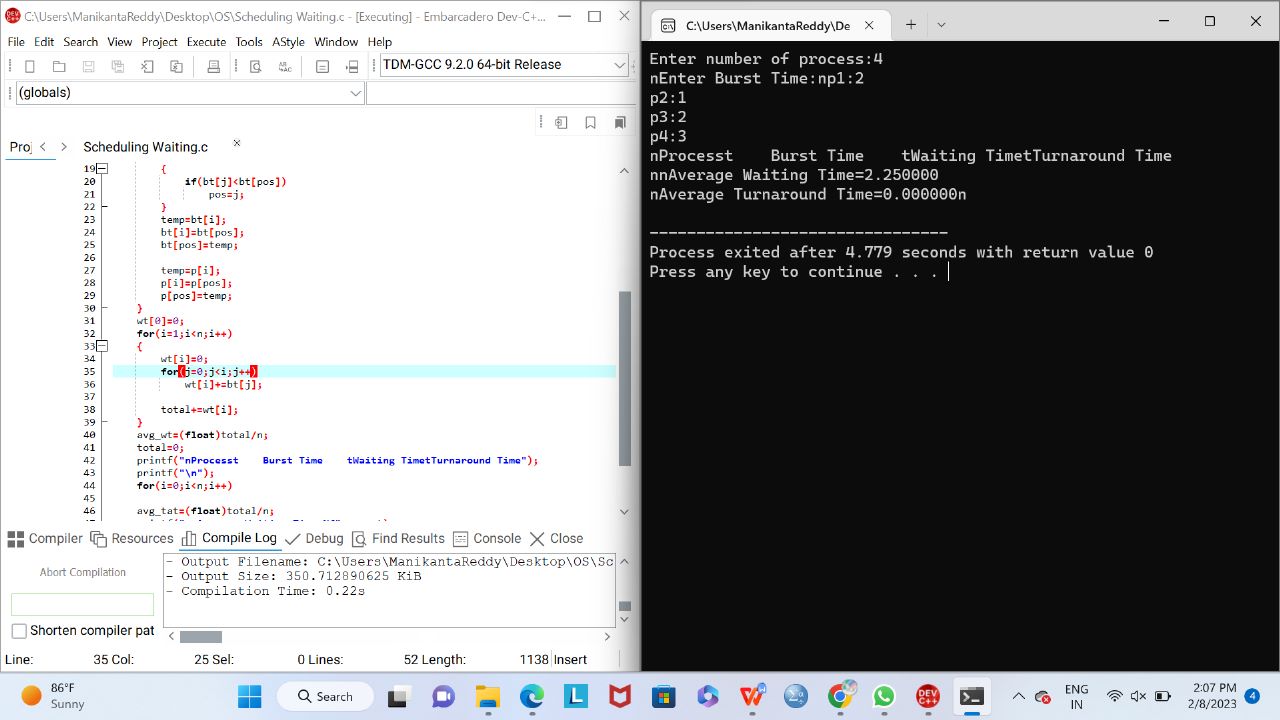 C:\Users\ManikantaReddy\Desktop\OS\Scheduling Waiting.c - [Executing] - Embarcadero Dev-C+...
File Edit Search View Project Execute Tools AStyle Window Help
TDM-GCC 9.2.0 64-bit Release
(globals)
Proj Scheduling Waiting.c
19 {
20 if(bt[j]<bt[pos])
21 pos=j;
22 }
23 temp=bt[i];
24 bt[i]=bt[pos];
25 bt[pos]=temp;
26
27 temp=p[i];
28 p[i]=p[pos];
29 p[pos]=temp;
30 }
31 wt[0]=0;
32 for(i=1;i<n;i++)
33 {
34 wt[i]=0;
35 for(j=0;j<i;j++)
36 wt[i]+=bt[j];
37
38 total+=wt[i];
39 }
40 avg_wt=(float)total/n;
41 total=0;
42 printf("nProcesst    Burst Time    tWaiting TimetTurnaround Time");
43 printf("\n");
44 for(i=0;i<n;i++)
45
46 avg_tat=(float)total/n;
Compiler Resources Compile Log Debug Find Results Console Close
Abort Compilation
Shorten compiler pat
- Output Filename: C:\Users\ManikantaReddy\Desktop\OS\Sc
- Output Size: 350.712890625 KiB
- Compilation Time: 0.22s
Line: 35 Col: 25 Sel: 0 Lines: 52 Length: 1138 Insert
C:\Users\ManikantaReddy\De
Enter number of process:4
nEnter Burst Time:np1:2
p2:1
p3:2
p4:3
nProcesst    Burst Time    tWaiting TimetTurnaround Time
nnAverage Waiting Time=2.250000
nAverage Turnaround Time=0.000000n
--------------------------------
Process exited after 4.779 seconds with return value 0
Press any key to continue . . .
86°F
Sunny
Search
DEV C++
ENG
IN
2:07 PM
2/8/2023
4